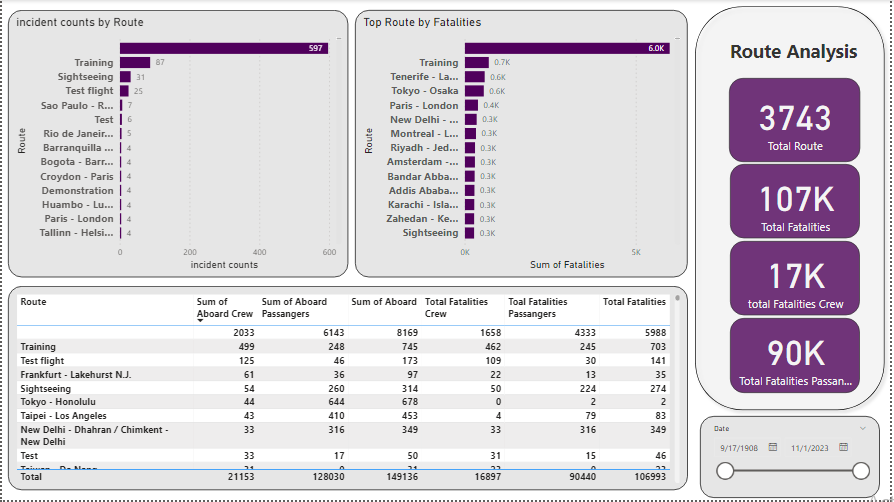 incident counts by Route
597
Training 87
Sightseeing 31
Test flight 25
Sao Paulo - R... 7
Test 6
Rio de Janeir... 5
Barranquilla ... 4
Bogota - Barr... 4
Croydon - Paris 4
Demonstration 4
Huambo - Lu... 4
Paris - London 4
Tallinn - Helsi... 4
Route
0 200 400 600
incident counts
Top Route by Fatalities
6.0K
Training 0.7K
Tenerife - La... 0.6K
Tokyo - Osaka 0.6K
Paris - London 0.4K
New Delhi - ... 0.3K
Montreal - L... 0.3K
Riyadh - Jed... 0.3K
Amsterdam -... 0.3K
Bandar Abba... 0.3K
Addis Ababa... 0.3K
Karachi - Isla... 0.3K
Zahedan - Ke... 0.3K
Sightseeing 0.3K
Route
0K 5K
Sum of Fatalities
Route Analysis
3743
Total Route
107K
Total Fatalities
17K
total Fatalities Crew
90K
Total Fatalities Passan...
Route Sum of Aboard Crew Sum of Aboard Passengers Sum of Aboard Total Fatalities Crew Toal Fatalities Passangers Total Fatalities
2033 6143 8169 1658 4333 5988
Training 499 248 745 462 245 703
Test flight 125 46 173 109 30 141
Frankfurt - Lakehurst N.J. 61 36 97 22 13 35
Sightseeing 54 260 314 50 224 274
Tokyo - Honolulu 44 644 678 0 2 2
Taipei - Los Angeles 43 410 453 4 79 83
New Delhi - Dhahran / Chimkent - 33 316 349 33 316 349
New Delhi
Test 33 17 50 31 15 46
Total 21153 128030 149136 16897 90440 106993
Date
9/17/1908 11/1/2023